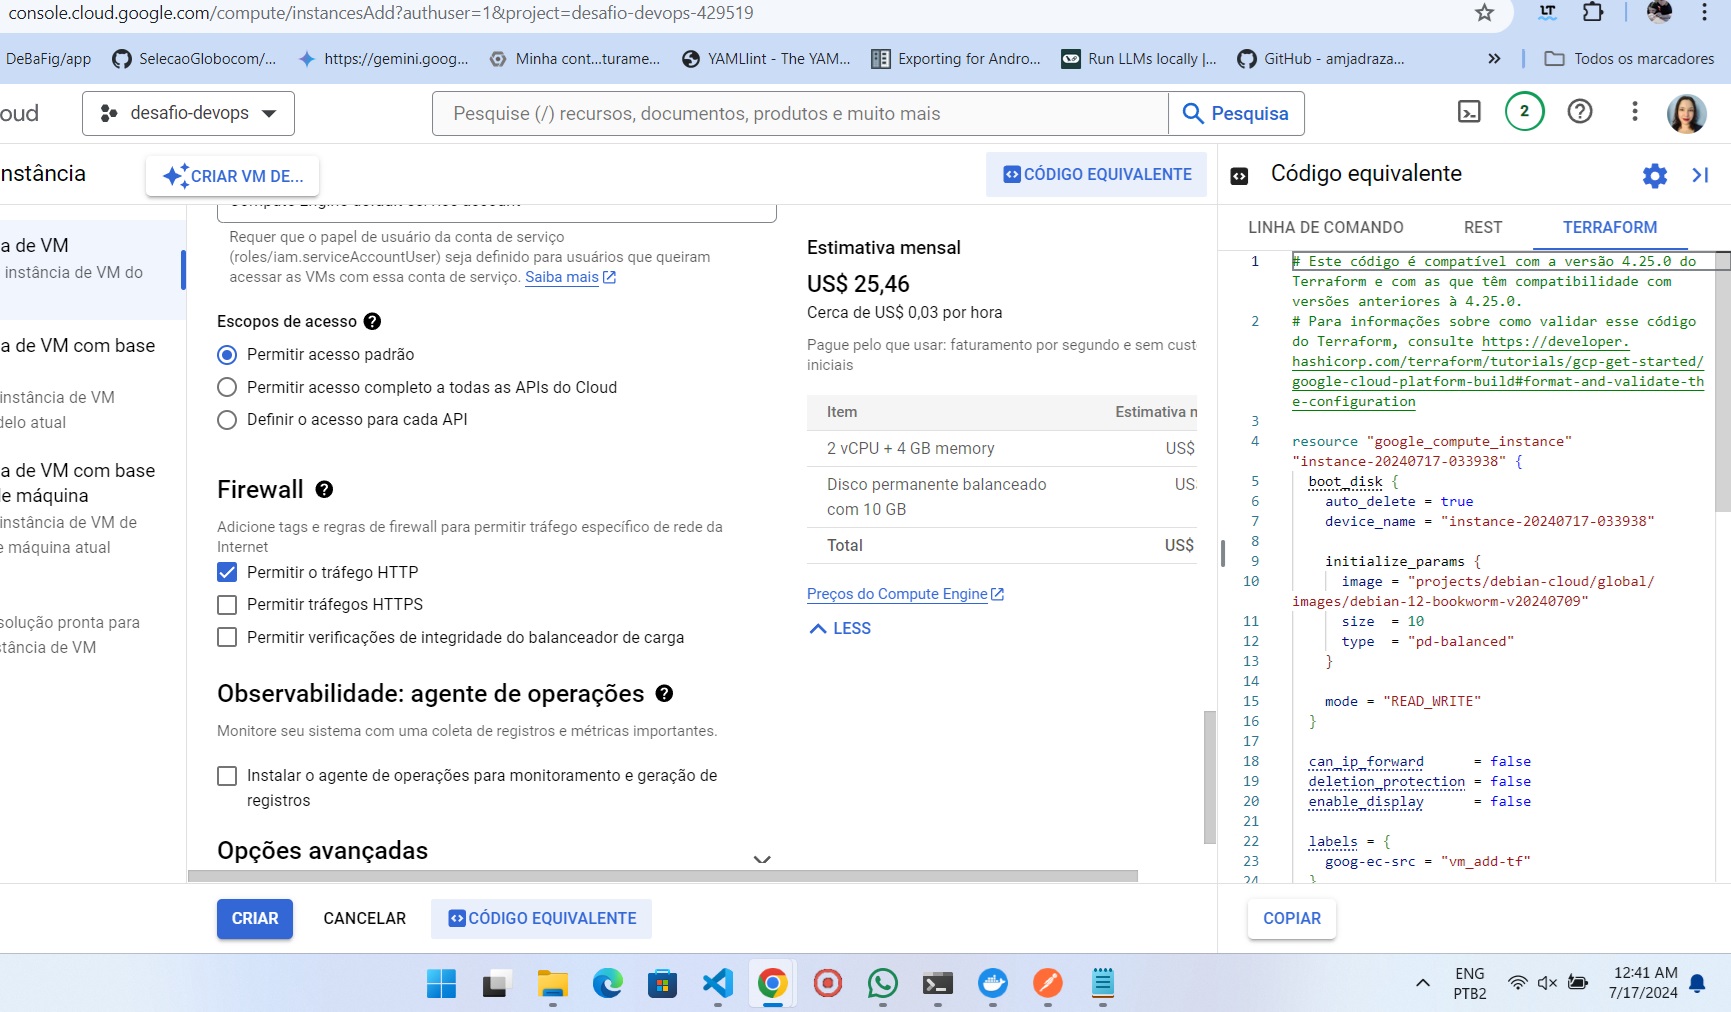 console.cloud.google.com/compute/instancesAdd?authuser=1&project=desafio-devops-429519
DeBaFig/app
SelecaoGlobocom/...
https://gemini.goog...
Minha cont...turame...
YAMLlint - The YAM...
Exporting for Andro...
Run LLMs locally |...
GitHub - amjadraza...
»
Todos os marcadores
oud
desafio-devops
Pesquise (/) recursos, documentos, produtos e muito mais
Pesquisa
2
nstância
CRIAR VM DE...
CÓDIGO EQUIVALENTE
a de VM
instância de VM do
a de VM com base
instância de VM
delo atual
a de VM com base
e máquina
instância de VM de
e máquina atual
solução pronta para
stância de VM
Compute Engine default service account
Requer que o papel de usuário da conta de serviço
(roles/iam.serviceAccountUser) seja definido para usuários que queiram
acessar as VMs com essa conta de serviço. Saiba mais
Escopos de acesso
Permitir acesso padrão
Permitir acesso completo a todas as APIs do Cloud
Definir o acesso para cada API
Firewall
Adicione tags e regras de firewall para permitir tráfego específico de rede da
Internet
Permitir o tráfego HTTP
Permitir tráfegos HTTPS
Permitir verificações de integridade do balanceador de carga
Observabilidade: agente de operações
Monitore seu sistema com uma coleta de registros e métricas importantes.
Instalar o agente de operações para monitoramento e geração de
registros
Opções avançadas
CRIAR
CANCELAR
CÓDIGO EQUIVALENTE
Estimativa mensal
US$ 25,46
Cerca de US$ 0,03 por hora
Pague pelo que usar: faturamento por segundo e sem cust
iniciais
Item Estimativa m
2 vCPU + 4 GB memory US$
Disco permanente balanceado US$
com 10 GB
Total US$
Preços do Compute Engine
LESS
Código equivalente
LINHA DE COMANDO
REST
TERRAFORM
1 # Este código é compatível com a versão 4.25.0 do
Terraform e com as que têm compatibilidade com
versões anteriores à 4.25.0.
2 # Para informações sobre como validar esse código
do Terraform, consulte https://developer.
hashicorp.com/terraform/tutorials/gcp-get-started/
google-cloud-platform-build#format-and-validate-th
e-configuration
3
4 resource "google_compute_instance"
"instance-20240717-033938" {
5 boot_disk {
6 auto_delete = true
7 device_name = "instance-20240717-033938"
8
9 initialize_params {
10 image = "projects/debian-cloud/global/
images/debian-12-bookworm-v20240709"
11 size = 10
12 type = "pd-balanced"
13 }
14
15 mode = "READ_WRITE"
16 }
17
18 can_ip_forward = false
19 deletion_protection = false
20 enable_display = false
21
22 labels = {
23 goog-ec-src = "vm_add-tf"
24 }
COPIAR
ENG
PTB2
12:41 AM
7/17/2024